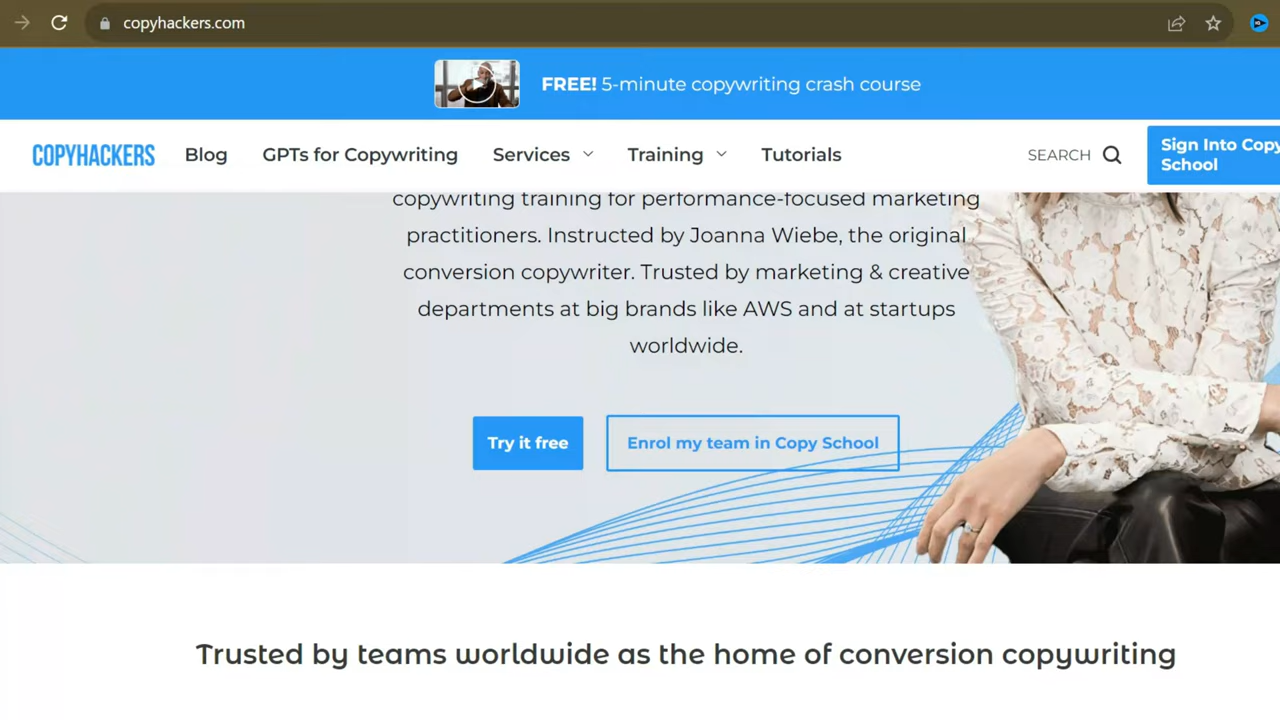 copyhackers.com
FREE! 5-minute copywriting crash course
COPYHACKERS Blog GPTs for Copywriting Services Training Tutorials SEARCH Sign Into Copy
School
copywriting training for performance-focused marketing
practitioners. Instructed by Joanna Wiebe, the original
conversion copywriter. Trusted by marketing & creative
departments at big brands like AWS and at startups
worldwide.
Try it free Enrol my team in Copy School
Trusted by teams worldwide as the home of conversion copywriting